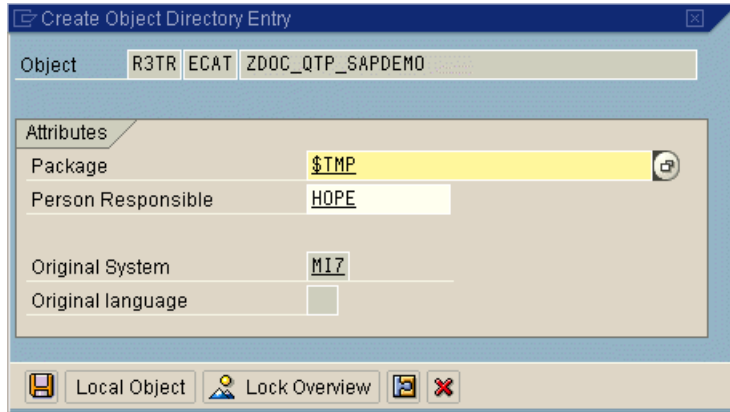 Create Object Directory Entry
Object R3TR ECAT ZDOC_QTP_SAPDEMO
Attributes
Package $TMP
Person Responsible HOPE
Original System MI7
Original language
Local Object Lock Overview